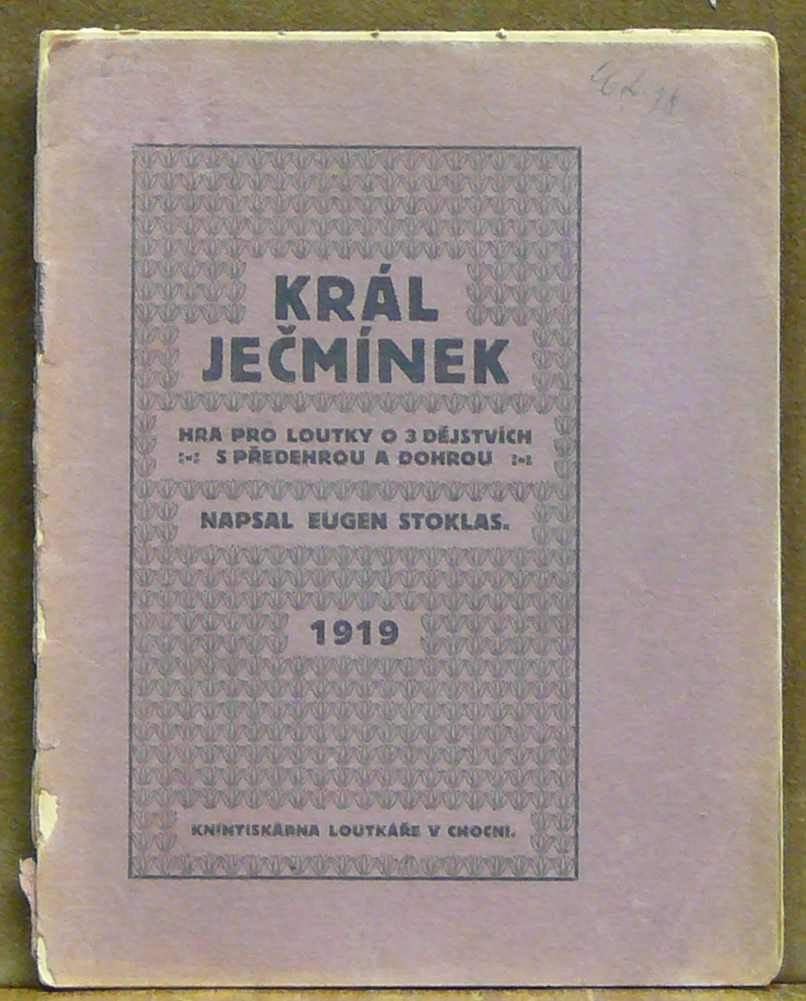 KRÁL
JEČMÍNEK
HRA PRO LOUTKY O 3 DĚJSTVÍCH
S PŘEDEHROU A DOHROU
NAPSAL EUGEN STOKLAS.
1919
KNIHTISKÁRNA LOUTKÁŘE V CHOCNI.